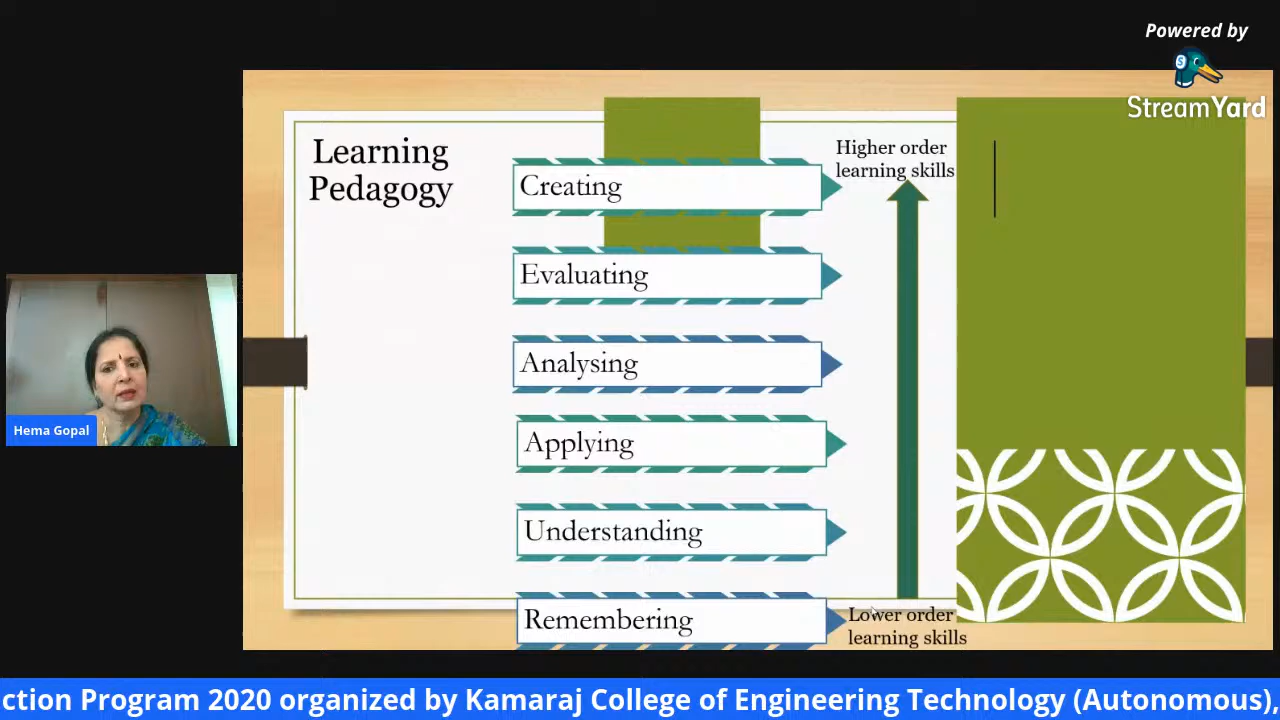 Powered by
StreamYard
Learning
Pedagogy
Higher order
learning skills
Creating
Evaluating
Analysing
Applying
Understanding
Remembering
Lower order
learning skills
Hema Gopal
ction Program 2020 organized by Kamaraj College of Engineering Technology (Autonomous),